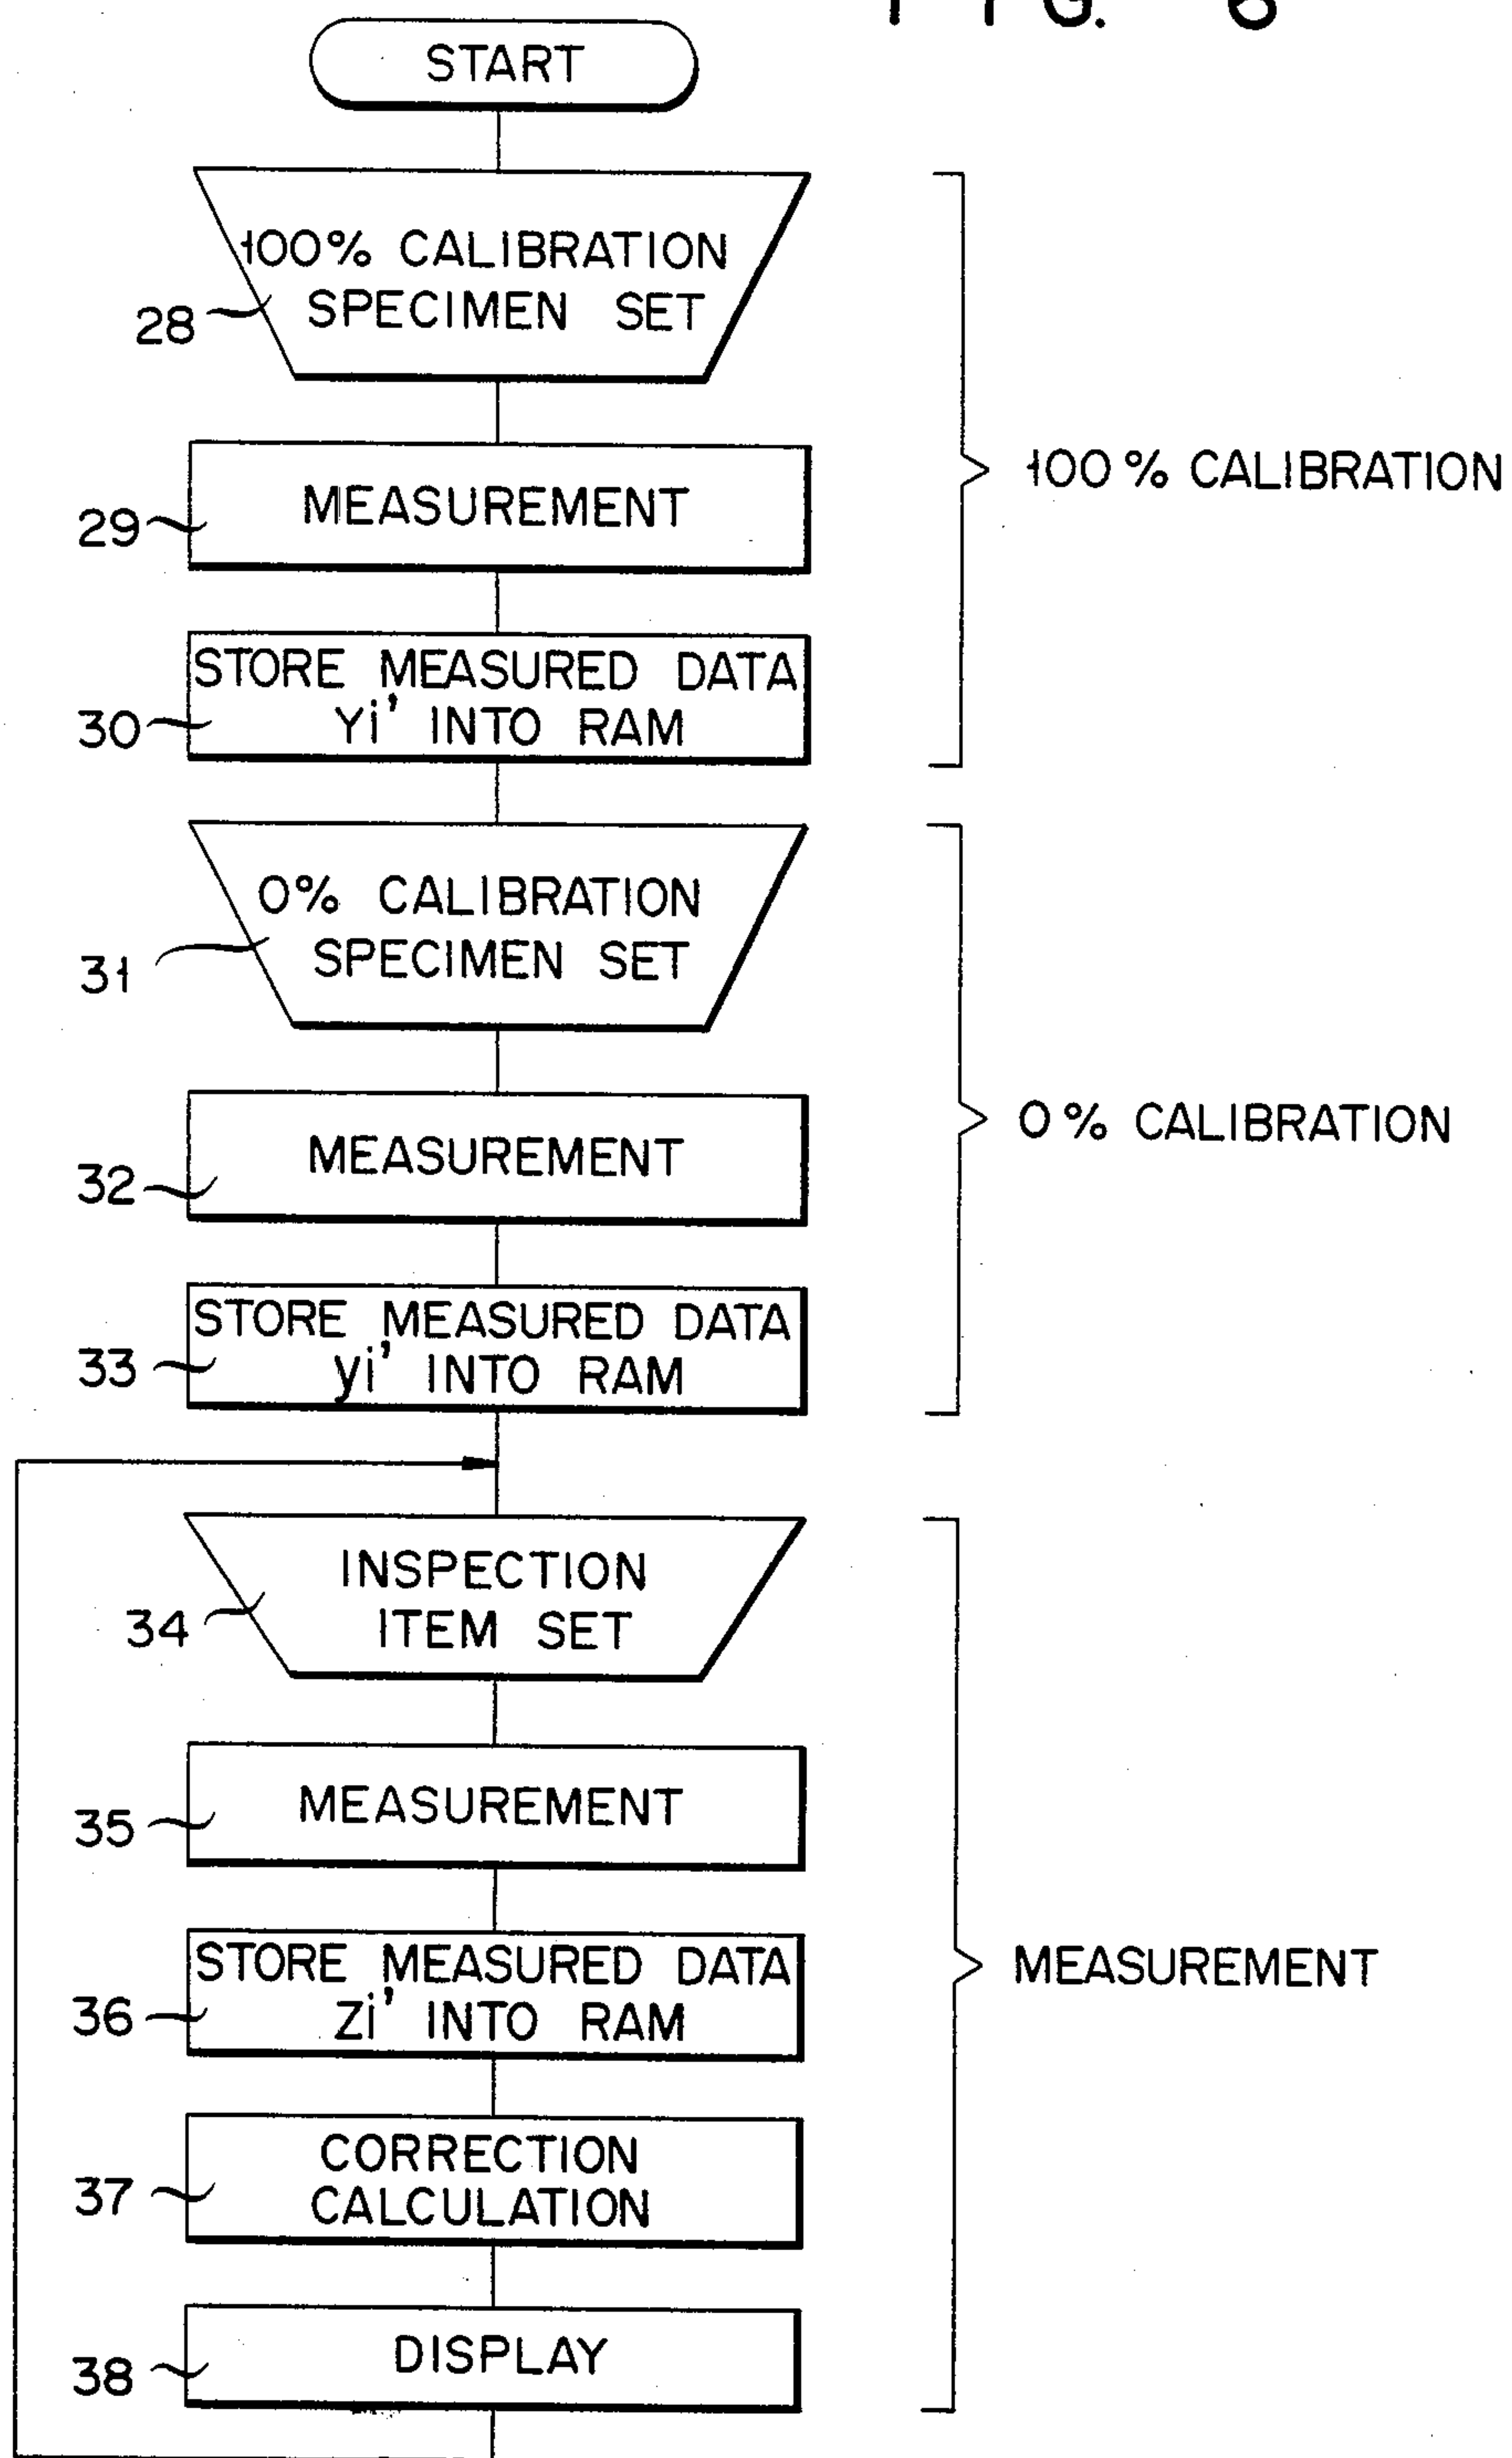 FIG. 6
START
100% CALIBRATION
SPECIMEN SET
28
MEASUREMENT
29
100% CALIBRATION
STORE MEASURED DATA
Yi' INTO RAM
30
0% CALIBRATION
SPECIMEN SET
31
MEASUREMENT
32
0% CALIBRATION
STORE MEASURED DATA
yi' INTO RAM
33
INSPECTION
ITEM SET
34
MEASUREMENT
35
STORE MEASURED DATA
Zi' INTO RAM
36
MEASUREMENT
CORRECTION
CALCULATION
37
DISPLAY
38